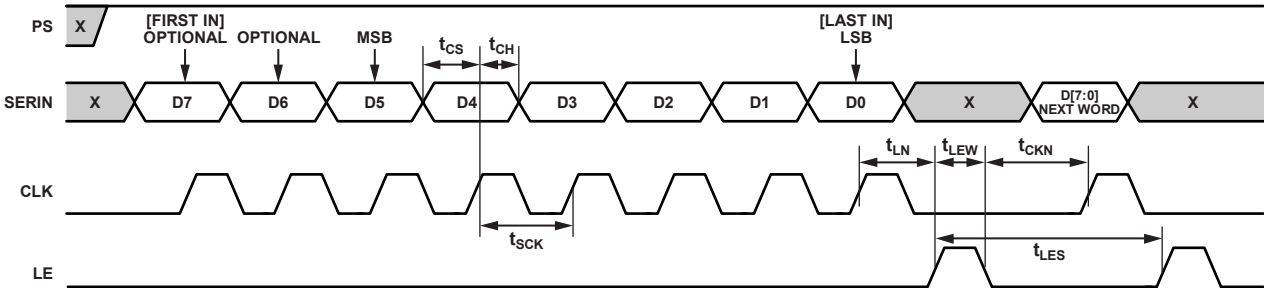 PS X
[FIRST IN]
OPTIONAL OPTIONAL MSB tCS tCH [LAST IN]
LSB
SERIN X D7 D6 D5 D4 D3 D2 D1 D0 X D[7:0]
NEXT WORD X
tLN tLEW tCKN
CLK
tSCK
tLES
LE